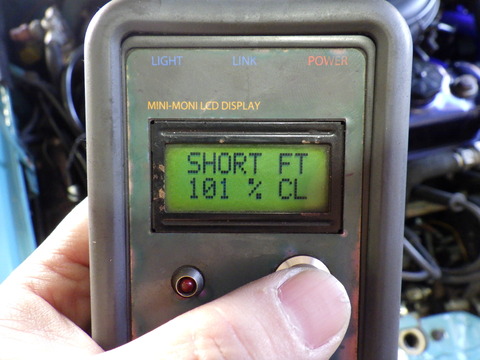 LIGHT LINK POWER
MINI-MONI LCD DISPLAY
SHORT FT
101 % CL